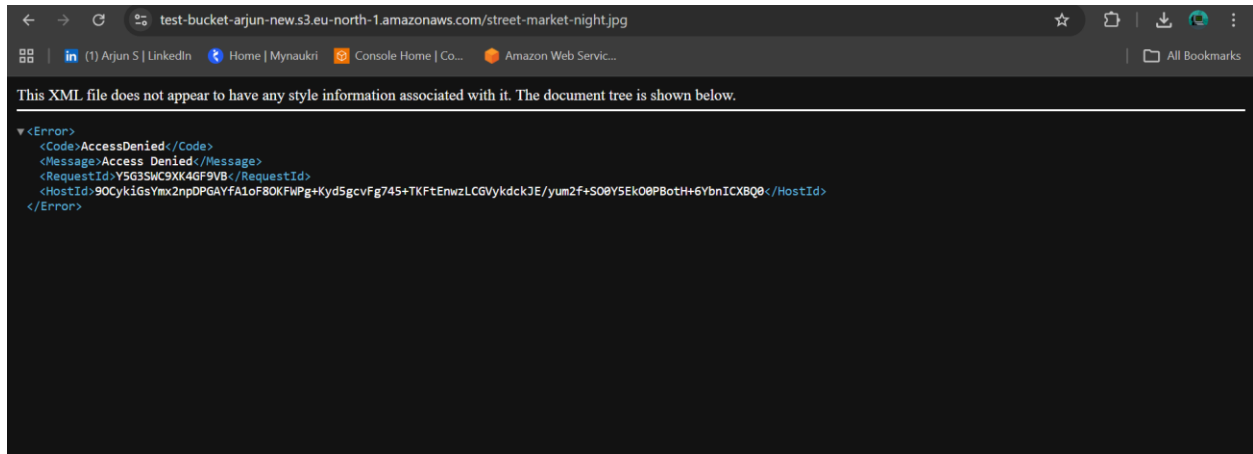 test-bucket-arjun-new.s3.eu-north-1.amazonaws.com/street-market-night.jpg
(1) Arjun S | LinkedIn Home | Mynaukri Console Home | Co... Amazon Web Servic... All Bookmarks
This XML file does not appear to have any style information associated with it. The document tree is shown below.
▼<Error>
<Code>AccessDenied</Code>
<Message>Access Denied</Message>
<RequestId>Y5G3SWC9XK4GF9VB</RequestId>
<HostId>9OCykiGsYmx2npDPGAYfA1oF8OKFWPg+Kyd5gcvFg745+TKFtEnwzLCGVykdckJE/yum2f+SO0Y5EkO0PBotH+6YbnICXBQ0</HostId>
</Error>